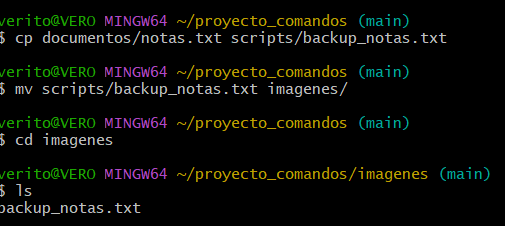 verito@VERO MINGW64 ~/proyecto_comandos (main)
$ cp documentos/notas.txt scripts/backup_notas.txt
verito@VERO MINGW64 ~/proyecto_comandos (main)
$ mv scripts/backup_notas.txt imagenes/
verito@VERO MINGW64 ~/proyecto_comandos (main)
$ cd imagenes
verito@VERO MINGW64 ~/proyecto_comandos/imagenes (main)
$ ls
backup_notas.txt